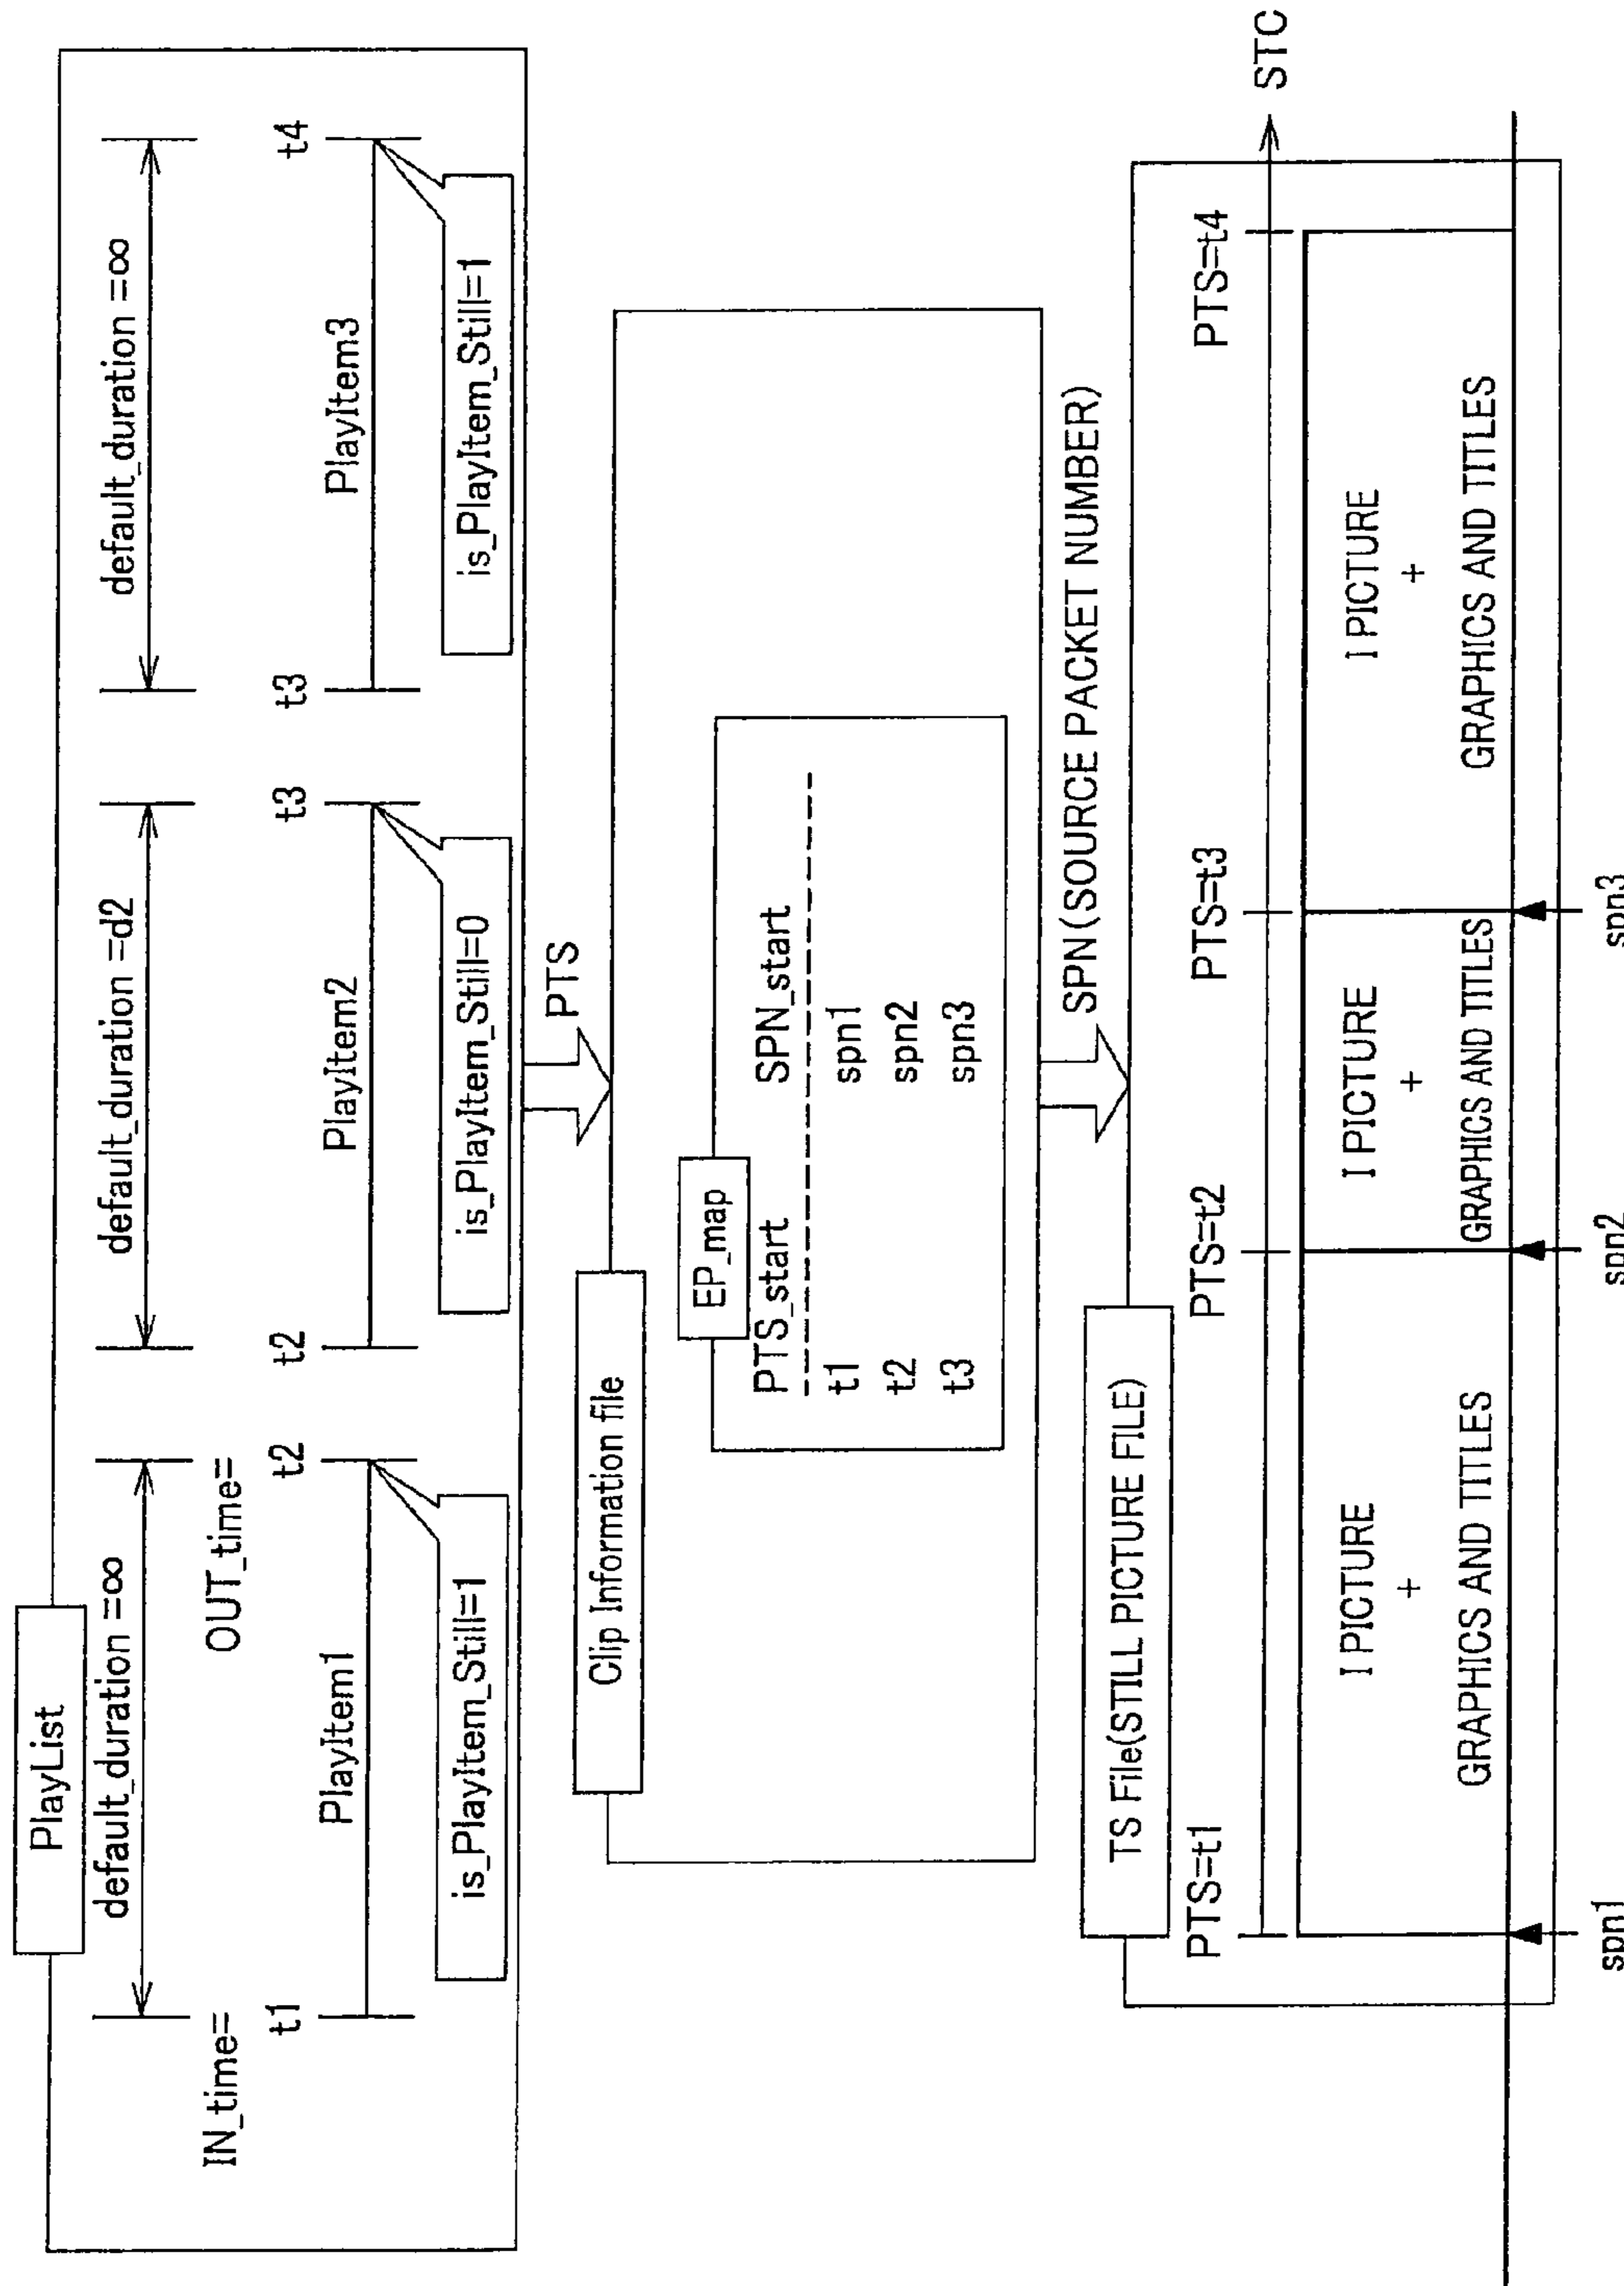 PlayList
default_duration =∞
default_duration =d2
default_duration =∞
IN_time=
OUT_time=
t1
t2
t2
t3
t3
t4
PlayItem1
PlayItem2
PlayItem3
is_PlayItem_Still=1
is_PlayItem_Still=0
is_PlayItem_Still=1
PTS
Clip Information file
EP_map
PTS_start SPN_start
t1 spn1
t2 spn2
t3 spn3
SPN(SOURCE PACKET NUMBER)
TS File(STILL PICTURE FILE)
PTS=t1
PTS=t2
PTS=t3
PTS=t4
STC
I PICTURE
+
GRAPHICS AND TITLES
I PICTURE
+
GRAPHICS AND TITLES
I PICTURE
+
GRAPHICS AND TITLES
spn1
spn2
spn3